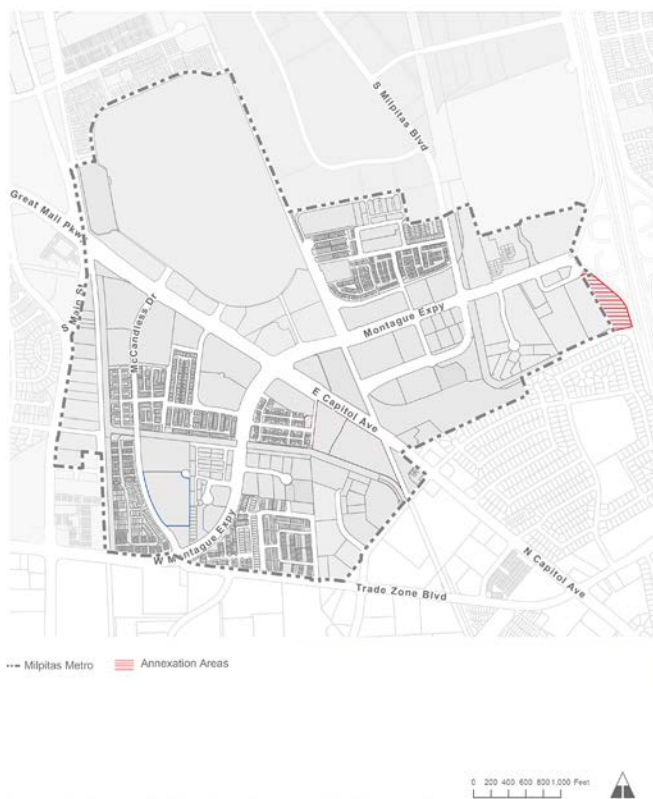 S Milpitas Blvd
Great Mall Pkwy
S Main St
McCandless Dr
Montague Expy
E Capitol Ave
W Montague Expy
N Capitol Ave
Trade Zone Blvd
Milpitas Metro
Annexation Areas
0 200 400 600 800 1,000 Feet